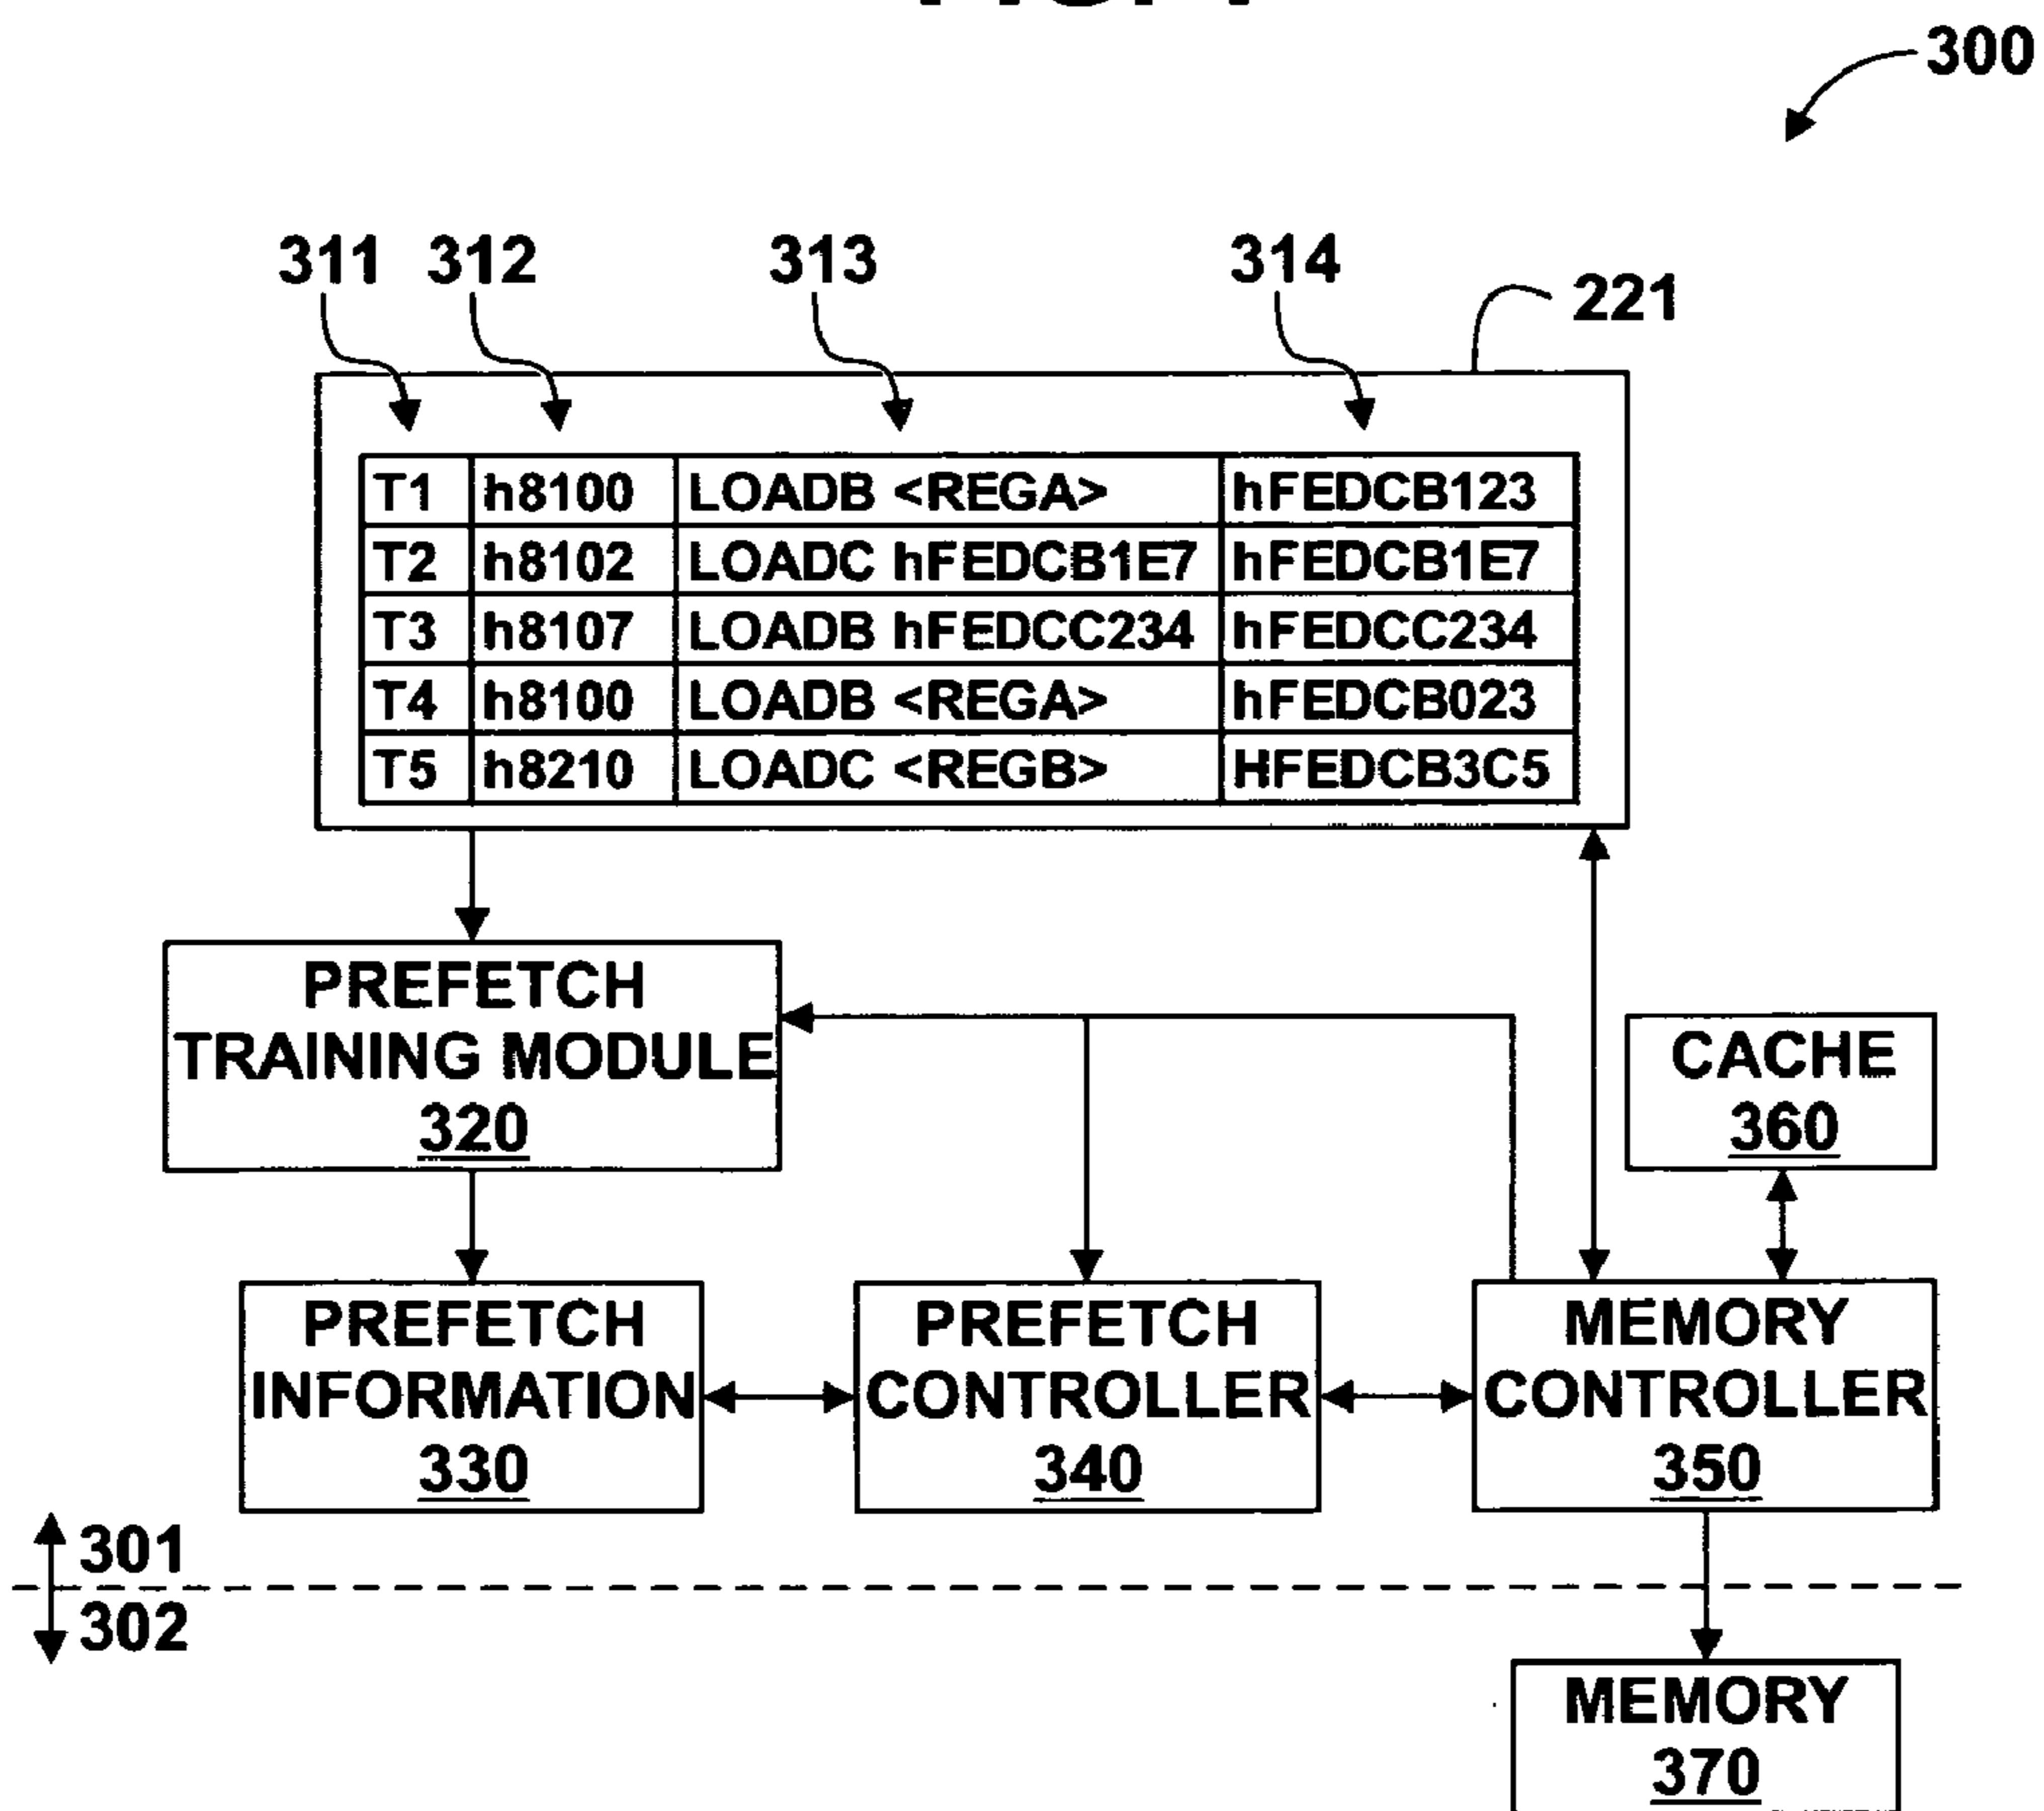 300
311 312 313 314
221
T1 h8100 LOADB <REGA> hFEDCB123
T2 h8102 LOADC hFEDCB1E7 hFEDCB1E7
T3 h8107 LOADB hFEDCC234 hFEDCC234
T4 h8100 LOADB <REGA> hFEDCB023
T5 h8210 LOADC <REGB> HFEDCB3C5
PREFETCH
TRAINING MODULE
320
CACHE
360
PREFETCH
INFORMATION
330
PREFETCH
CONTROLLER
340
MEMORY
CONTROLLER
350
301
302
MEMORY
370